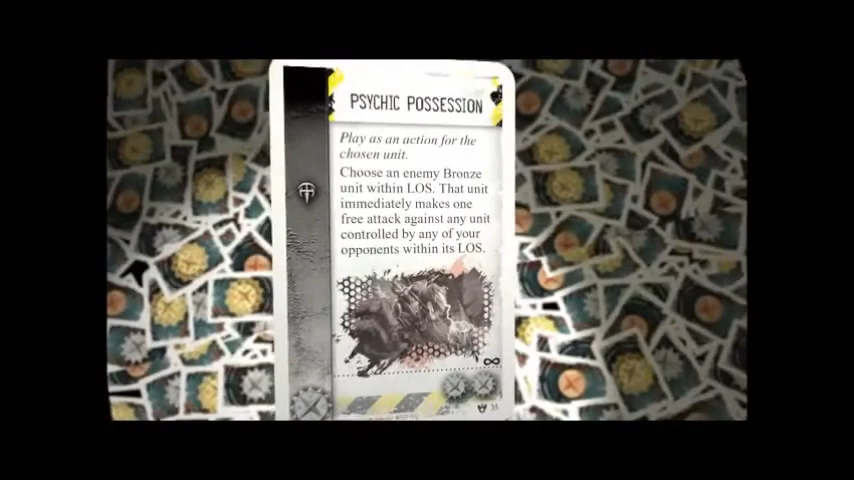 PSYCHIC POSSESSION
Play as an action for the
chosen unit.
Choose an enemy Bronze
unit within LOS. That unit
immediately makes one
free attack against any unit
controlled by any of your
opponents within its LOS.